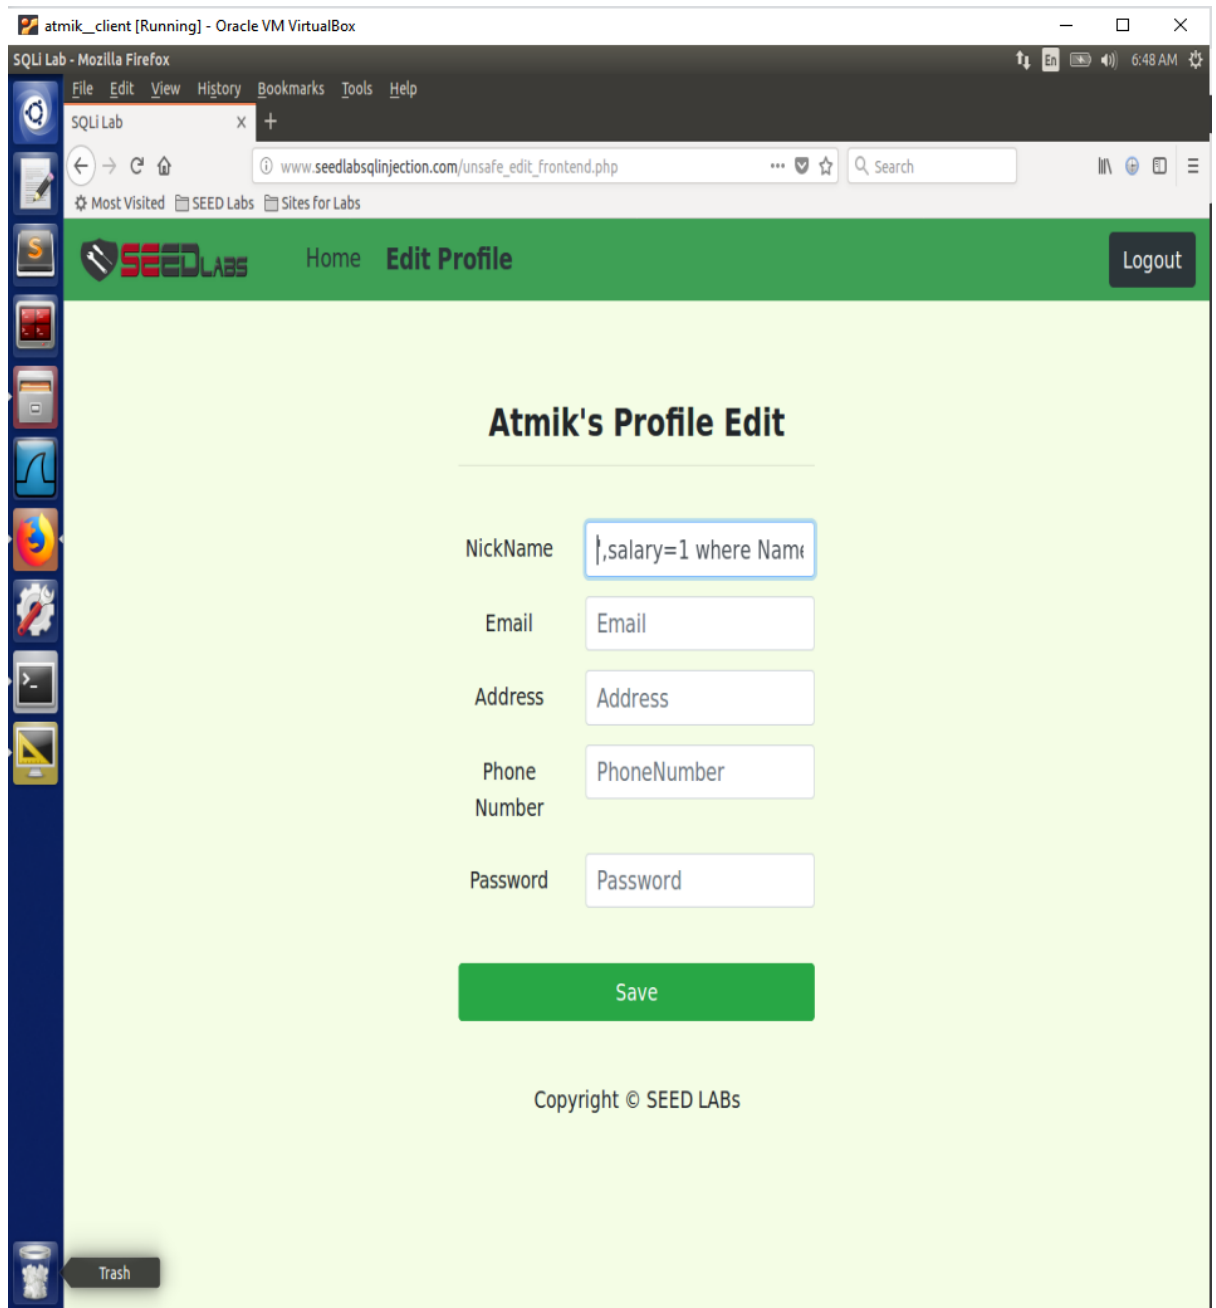 atmik__client [Running] - Oracle VM VirtualBox
SQLi Lab - Mozilla Firefox
En 6:48 AM
File Edit View History Bookmarks Tools Help
SQLi Lab
www.seedlabsqlinjection.com/unsafe_edit_frontend.php
Search
Most Visited SEED Labs Sites for Labs
SEEDLABS Home Edit Profile Logout
Atmik's Profile Edit
NickName ',salary=1 where Name
Email Email
Address Address
Phone PhoneNumber
Number
Password Password
Save
Copyright © SEED LABs
Trash